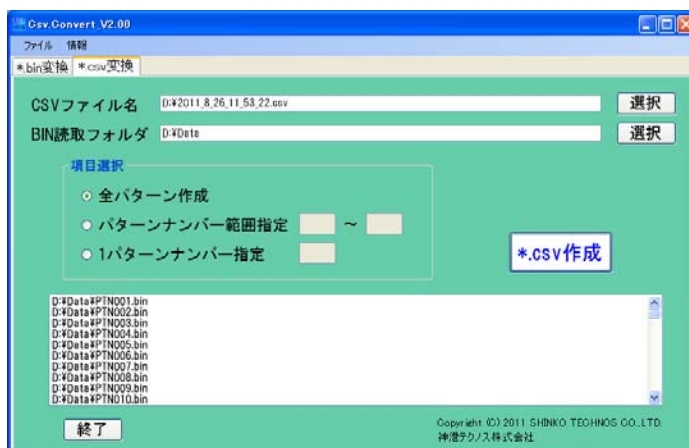 Csv.Convert_V2.00
ファイル 情報
*.bin変換 *.csv変換
CSVファイル名 D:¥2011_8_26_11_53_22.csv 選択
BIN読取フォルダ D:¥Data 選択
項目選択
全パターン作成
パターンナンバー範囲指定 ～
1パターンナンバー指定
*.csv作成
D:¥Data¥PTN001.bin
D:¥Data¥PTN002.bin
D:¥Data¥PTN003.bin
D:¥Data¥PTN004.bin
D:¥Data¥PTN005.bin
D:¥Data¥PTN006.bin
D:¥Data¥PTN007.bin
D:¥Data¥PTN008.bin
D:¥Data¥PTN009.bin
D:¥Data¥PTN010.bin
終了
Copyright (C) 2011 SHINKO TECHNOS CO.,LTD.
神港テクノス株式会社